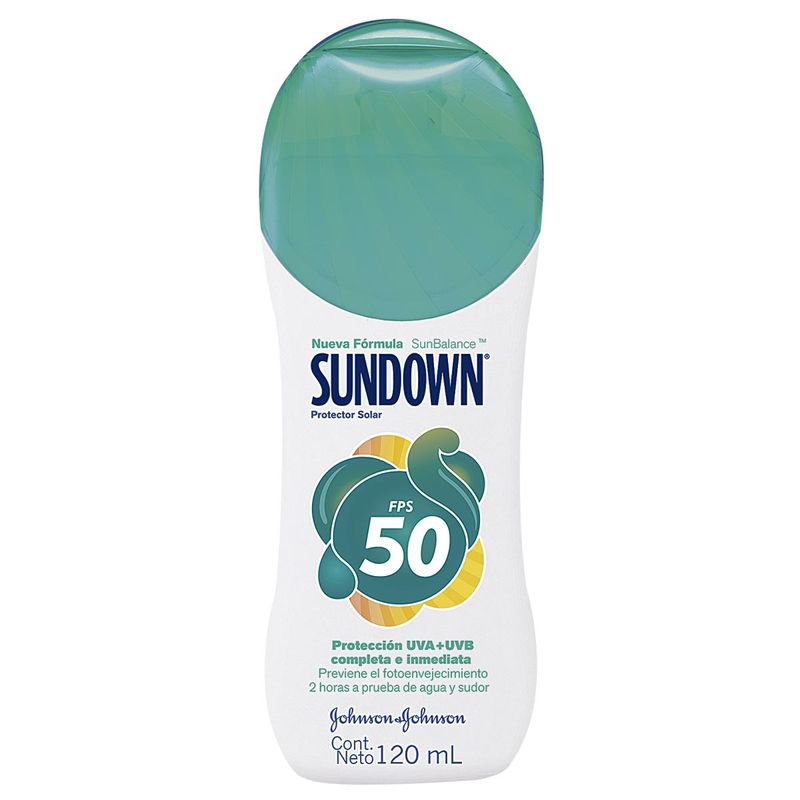 Nueva Fórmula SunBalance™
SUNDOWN®
Protector Solar
FPS
50
Protección UVA+UVB
completa e inmediata
Previene el fotoenvejecimiento
2 horas a prueba de agua y sudor
Johnson & Johnson
Cont.
Neto 120 mL